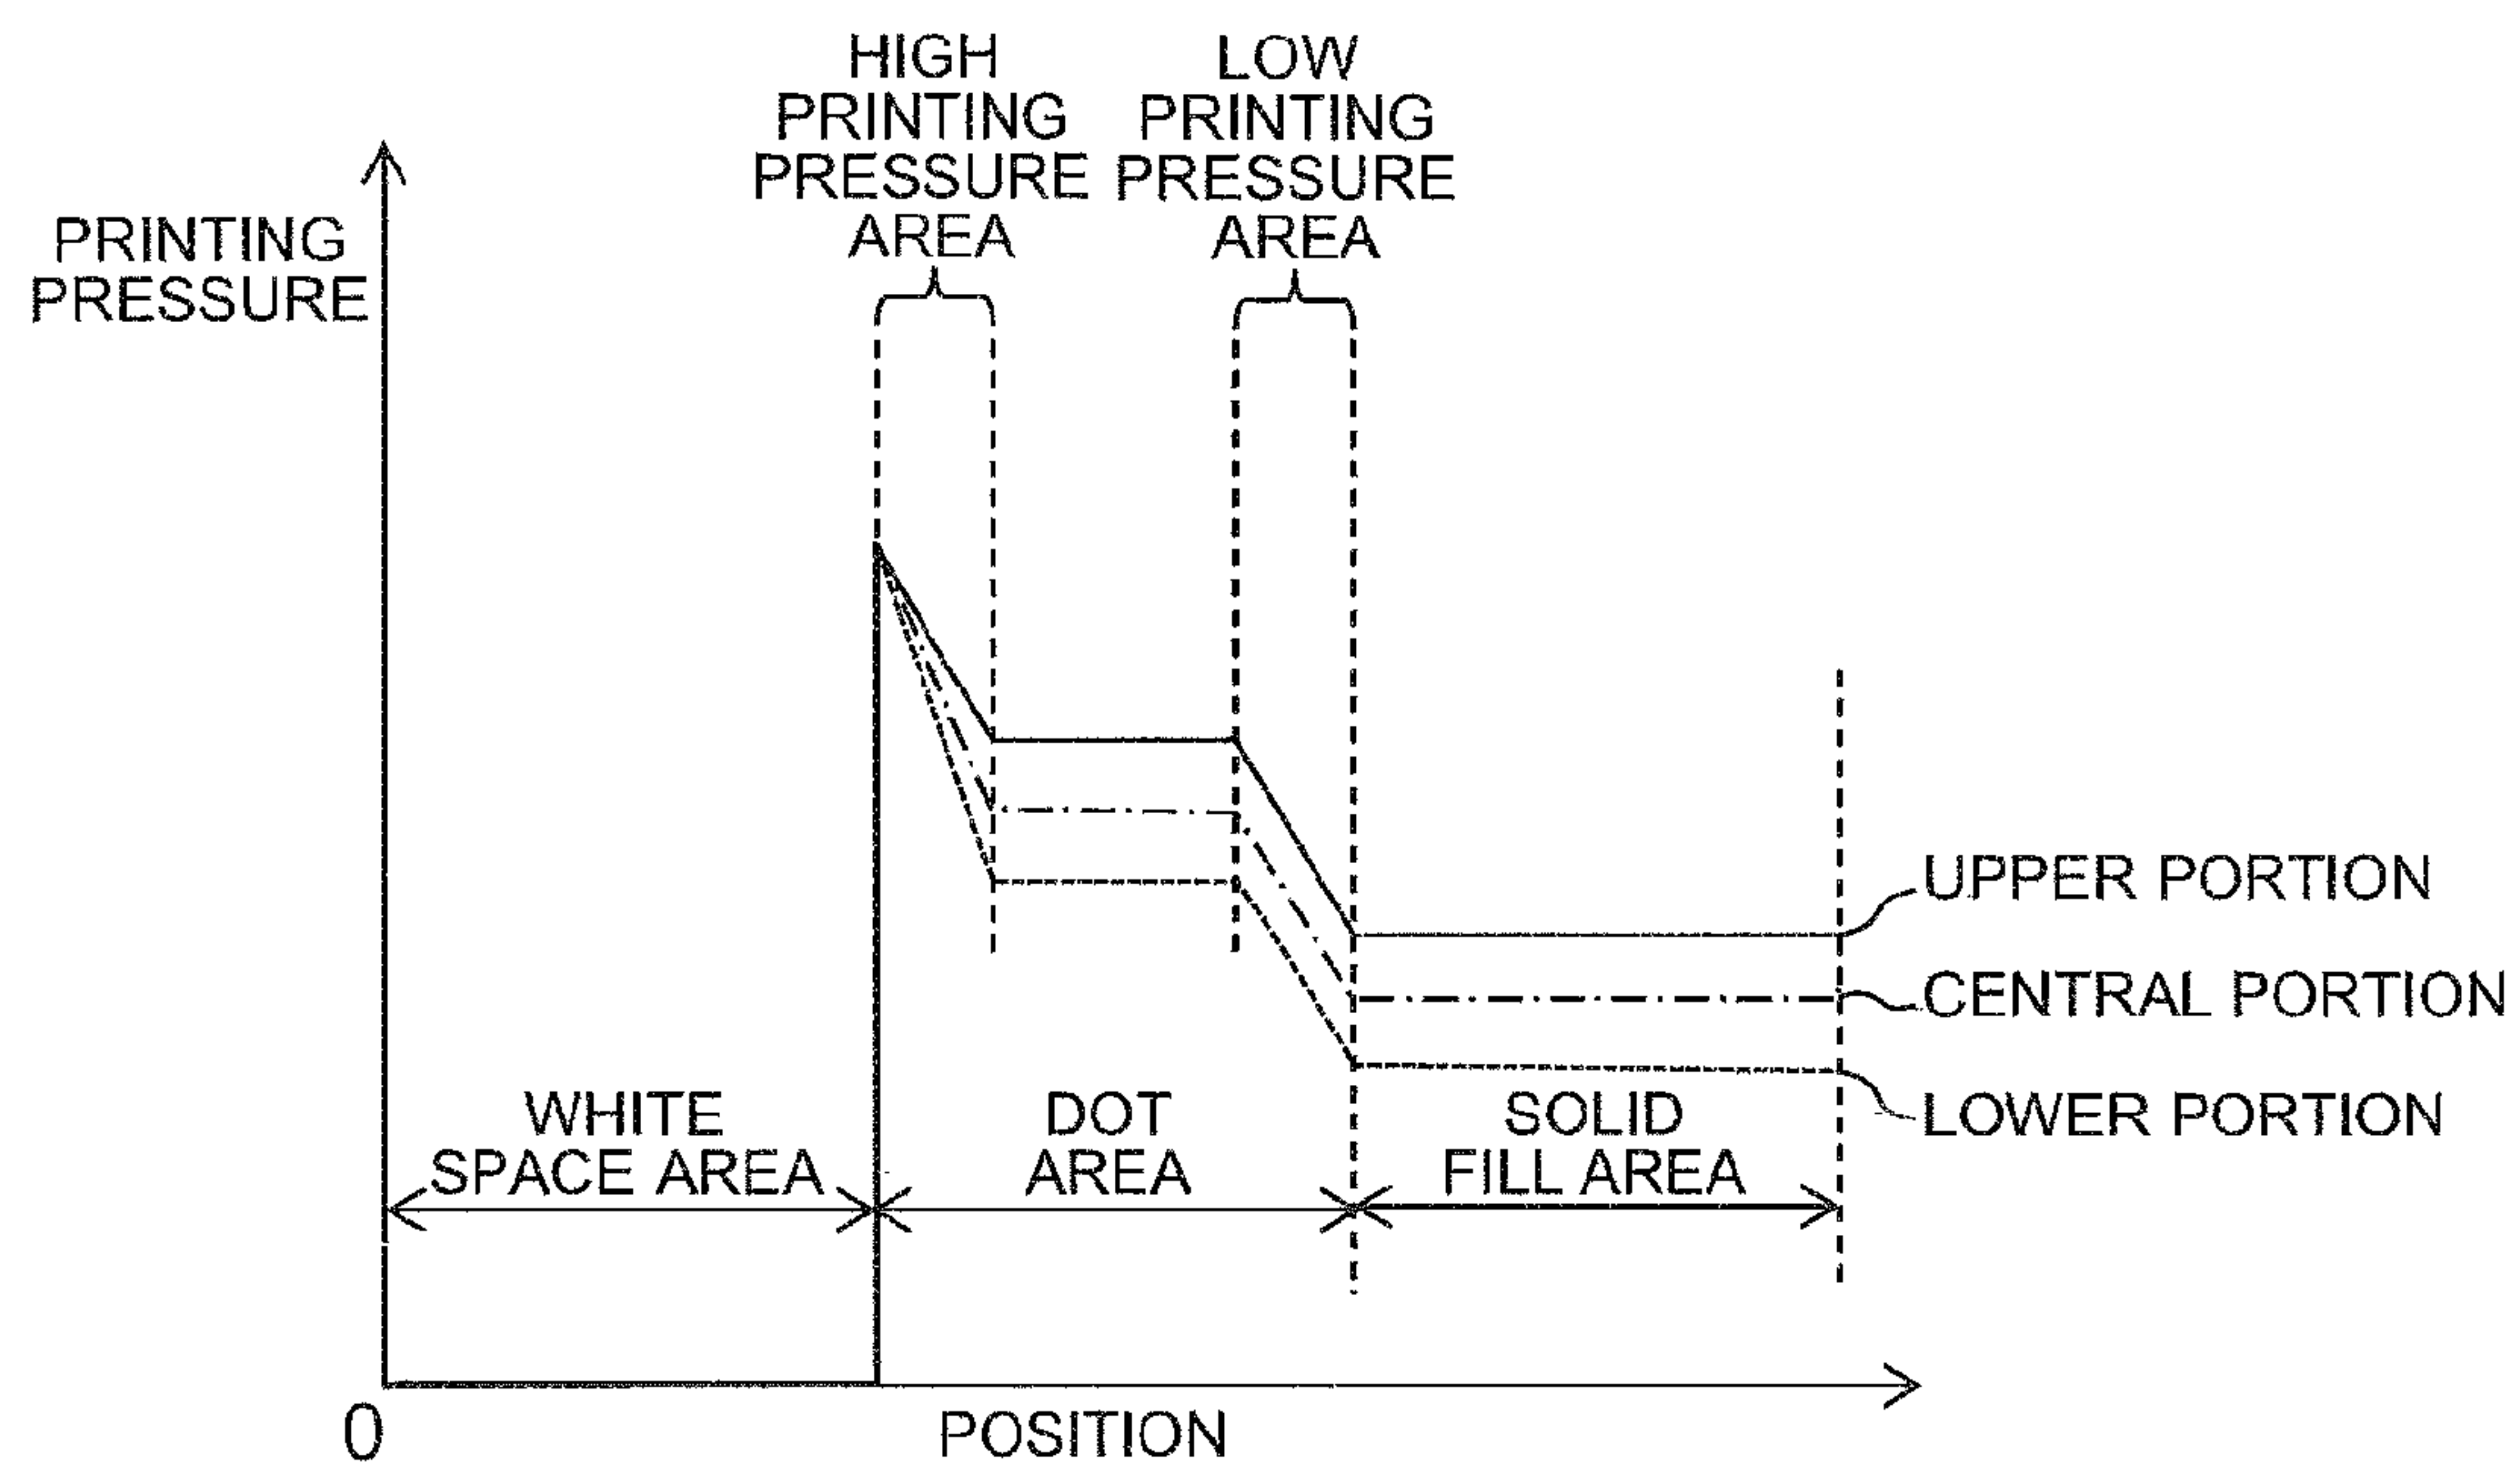 HIGH
PRINTING
PRESSURE
AREA
LOW
PRINTING
PRESSURE
AREA
PRINTING
PRESSURE
UPPER PORTION
CENTRAL PORTION
LOWER PORTION
WHITE
SPACE AREA
DOT
AREA
SOLID
FILL AREA
0
POSITION